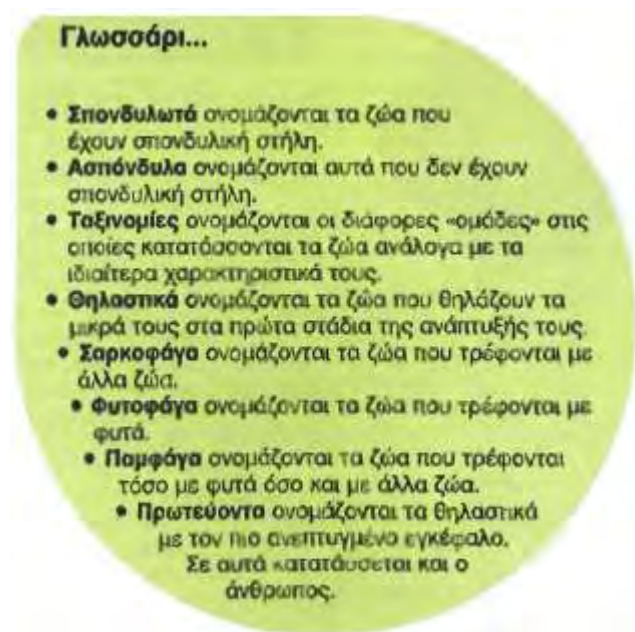 Γλωσσάρι...
• Σπονδυλωτά ονομάζονται τα ζώα που
έχουν σπονδυλική στήλη.
• Ασπόνδυλα ονομάζονται αυτά που δεν έχουν
σπονδυλική στήλη.
• Ταξινομίες ονομάζονται οι διάφορες «ομάδες» στις
οποίες κατατάσσονται τα ζώα ανάλογα με τα
ιδιαίτερα χαρακτηριστικά τους.
• Θηλαστικά ονομάζονται τα ζώα που θηλάζουν τα
μικρά τους στα πρώτα στάδια της ανάπτυξής τους.
• Σαρκοφάγα ονομάζονται τα ζώα που τρέφονται με
άλλα ζώα.
• Φυτοφάγα ονομάζονται τα ζώα που τρέφονται με
φυτά.
• Παμφάγα ονομάζονται τα ζώα που τρέφονται
τόσο με φυτά όσο και με άλλα ζώα.
• Πρωτεύοντα ονομάζονται τα θηλαστικά
με τον πιο ανεπτυγμένο εγκέφαλο.
Σε αυτά κατατάσσεται και ο
άνθρωπος.